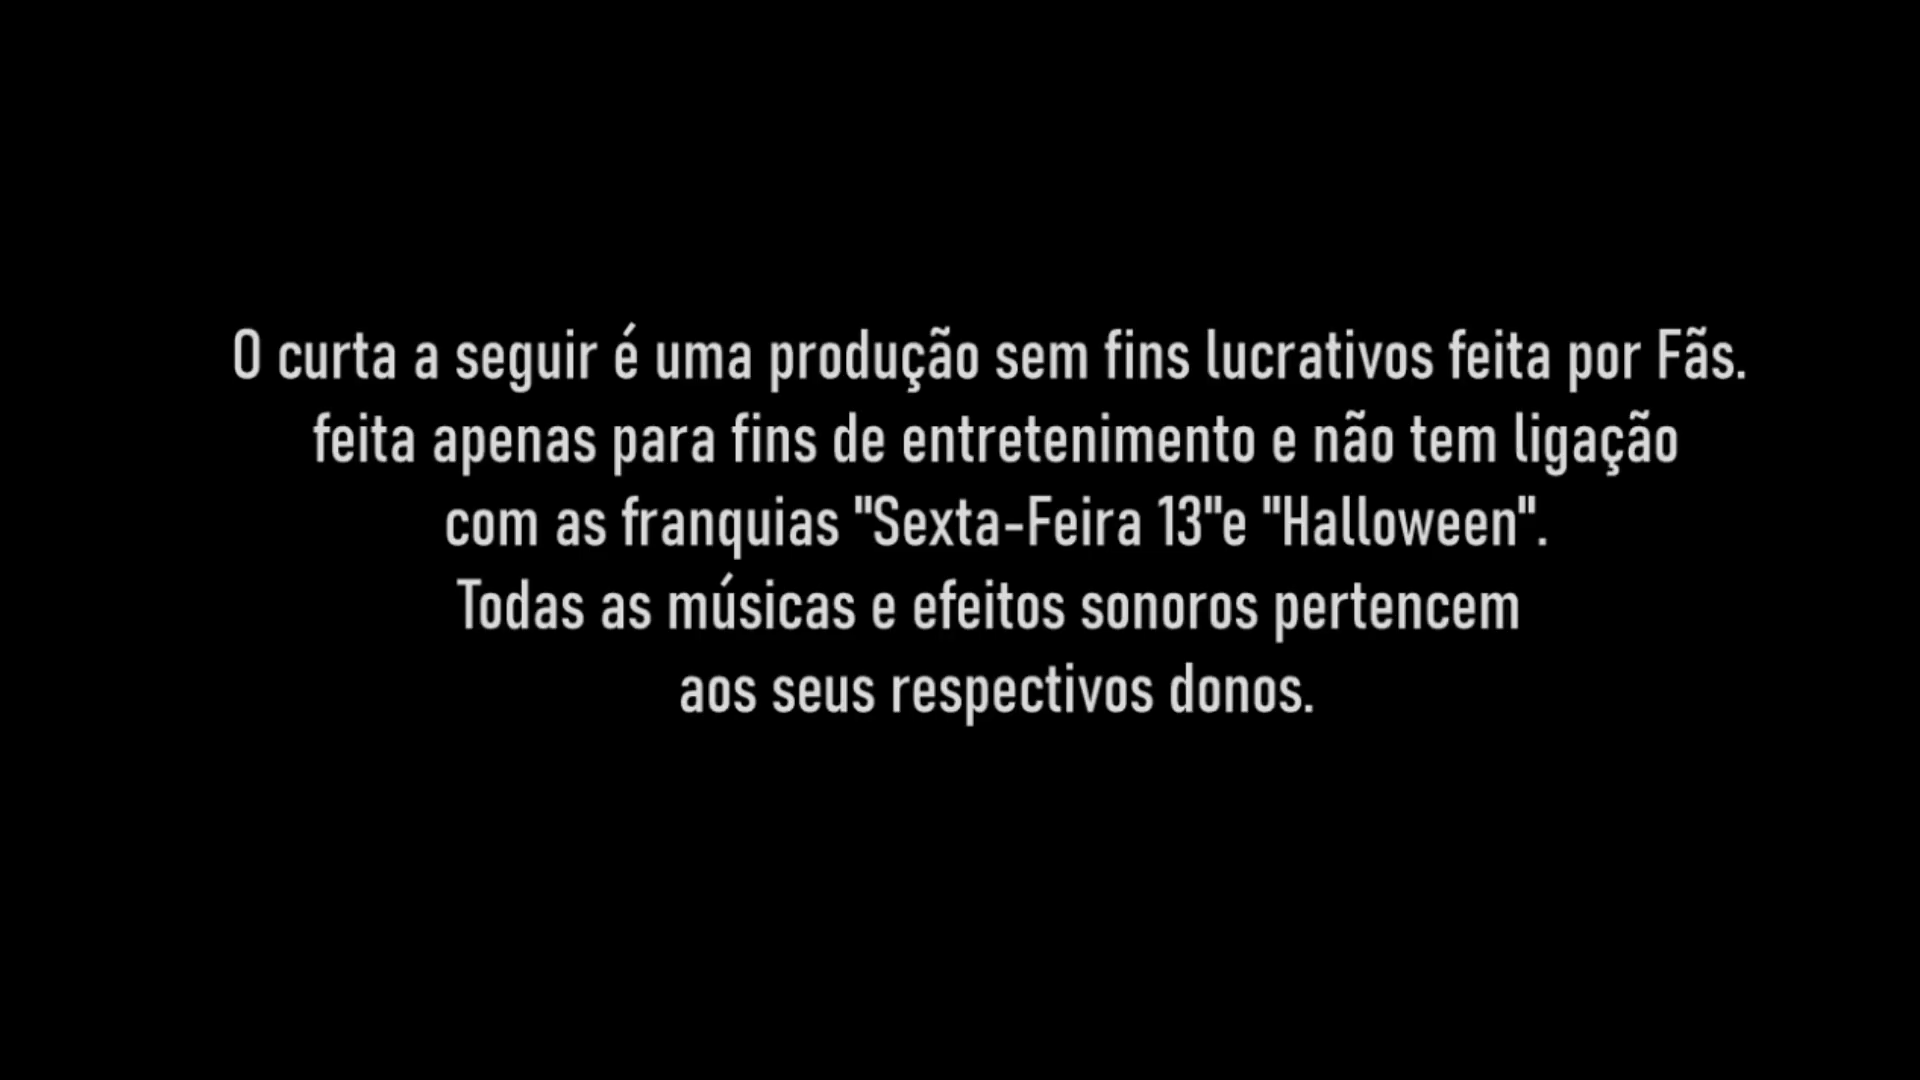 O curta a seguir é uma produção sem fins lucrativos feita por Fãs.
feita apenas para fins de entretenimento e não tem ligação
com as franquias "Sexta-Feira 13"e "Halloween".
Todas as músicas e efeitos sonoros pertencem
aos seus respectivos donos.